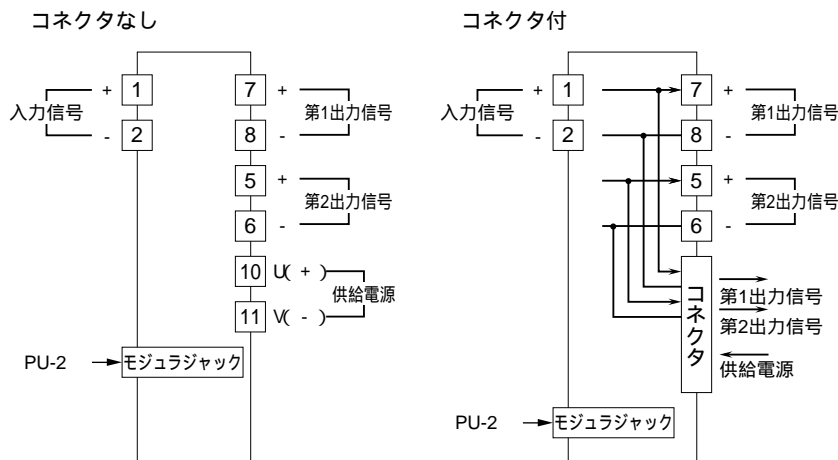 コネクタなし
入力信号
+ 1
- 2
7 +
8 -
第1出力信号
5 +
6 -
第2出力信号
10 U( + )
11 V( - )
供給電源
PU-2
モジュラジャック
コネクタ付
入力信号
+ 1
- 2
7 +
8 -
第1出力信号
5 +
6 -
第2出力信号
コネクタ
第1出力信号
第2出力信号
供給電源
PU-2
モジュラジャック